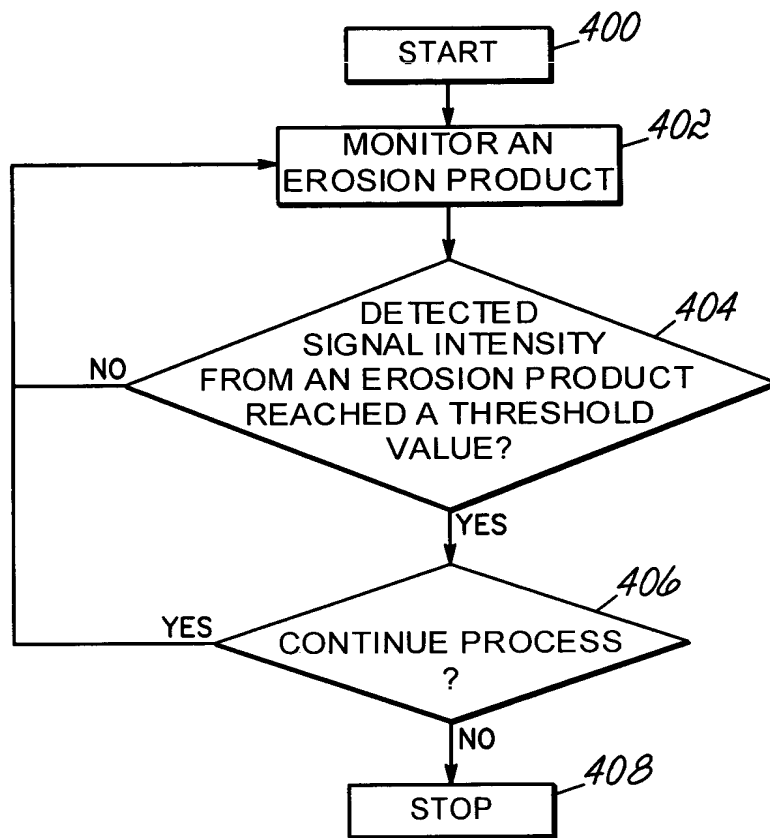 START
400
402
MONITOR AN
EROSION PRODUCT
404
DETECTED
SIGNAL INTENSITY
FROM AN EROSION PRODUCT
REACHED A THRESHOLD
VALUE?
NO
YES
406
YES
CONTINUE PROCESS
?
NO
408
STOP